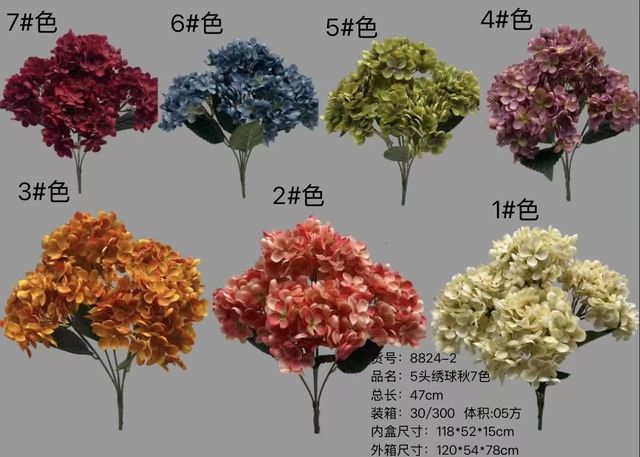 7#色
6#色
5#色
4#色
3#色
2#色
1#色
货号：8824-2
品名：5头绣球秋7色
总长：47cm
装箱：30/300 体积:05方
内盒尺寸：118*52*15cm
外箱尺寸：120*54*78cm